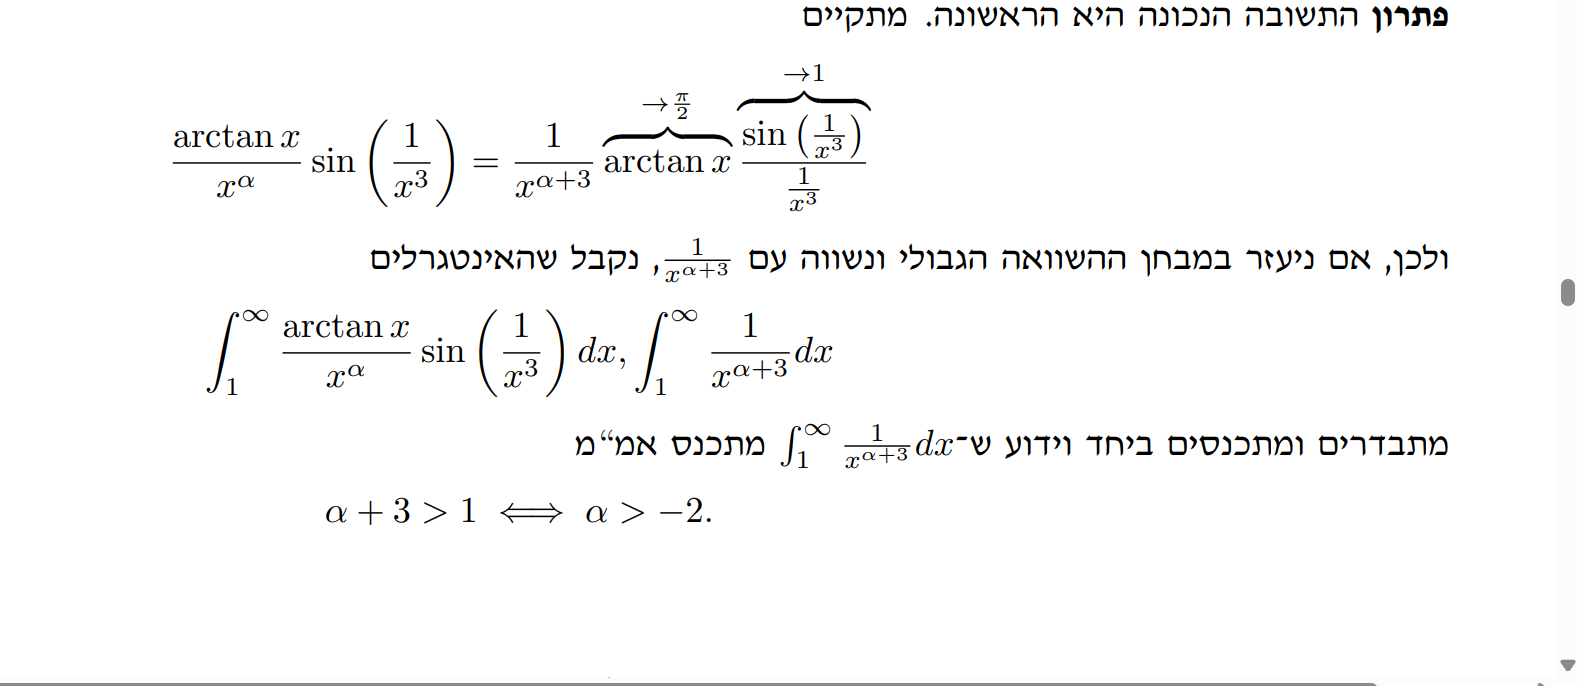 פתרון התשובה הנכונה היא הראשונה. מתקיים
\frac{\arctan x}{x^{\alpha}} \sin\left(\frac{1}{x^3}\right) = \frac{1}{x^{\alpha+3}} \overbrace{\arctan x}^{\to \frac{\pi}{2}} \overbrace{\frac{\sin\left(\frac{1}{x^3}\right)}{\frac{1}{x^3}}}^{\to 1}
ולכן, אם ניעזר במבחן ההשוואה הגבולי ונשווה עם \frac{1}{x^{\alpha+3}}, נקבל שהאינטגרלים
\int_1^{\infty} \frac{\arctan x}{x^{\alpha}} \sin\left(\frac{1}{x^3}\right) dx, \int_1^{\infty} \frac{1}{x^{\alpha+3}} dx
מתבדרים ומתכנסים ביחד וידוע ש־\int_1^{\infty} \frac{1}{x^{\alpha+3}} dx מתכנס אמ“מ
\alpha + 3 > 1 \iff \alpha > -2.